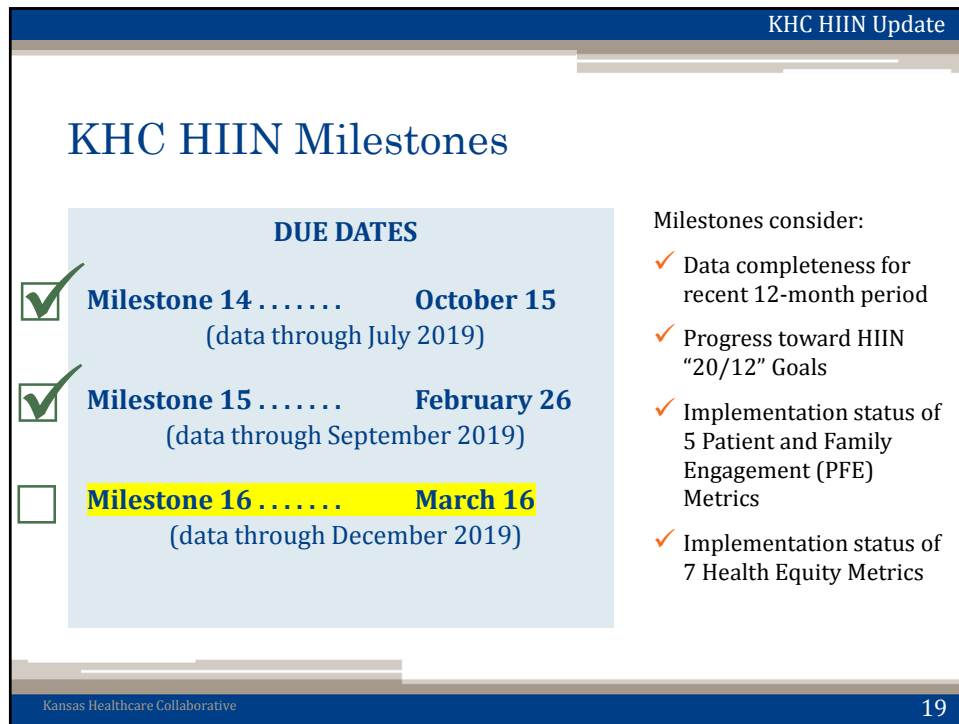 KHC HIIN Update
KHC HIIN Milestones
DUE DATES
Milestone 14 . . . . . . . October 15
(data through July 2019)
Milestone 15 . . . . . . . February 26
(data through September 2019)
Milestone 16 . . . . . . . March 16
(data through December 2019)
Milestones consider:
Data completeness for
recent 12-month period
Progress toward HIIN
“20/12” Goals
Implementation status of
5 Patient and Family
Engagement (PFE)
Metrics
Implementation status of
7 Health Equity Metrics
Kansas Healthcare Collaborative
19